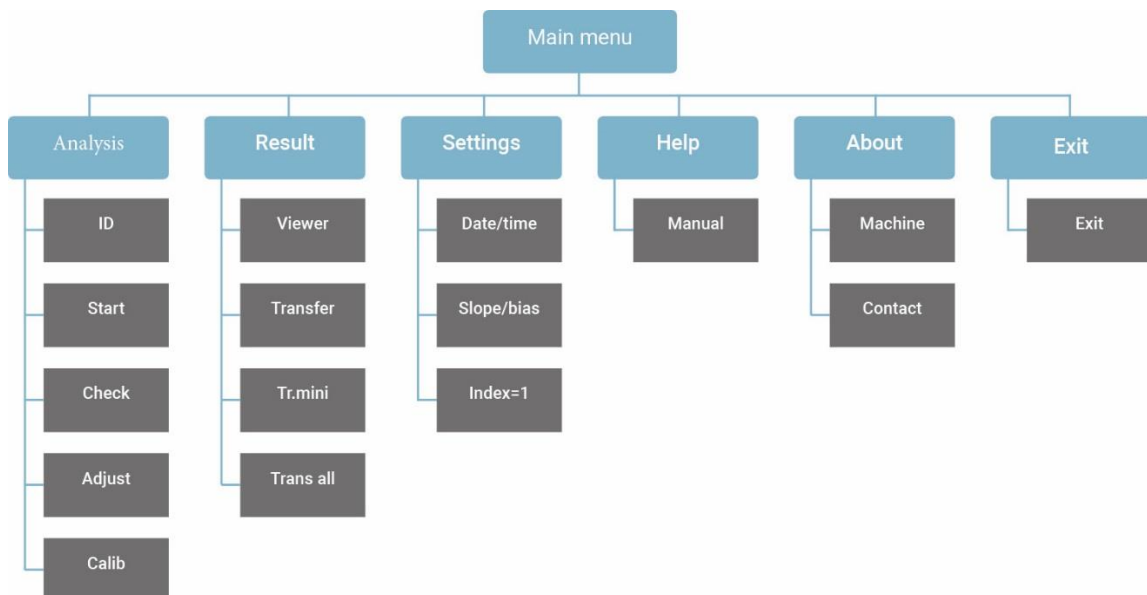 Main menu
Analysis
Result
Settings
Help
About
Exit
ID
Viewer
Date/time
Manual
Machine
Exit
Start
Transfer
Slope/bias
Contact
Check
Tr.mini
Index=1
Adjust
Trans all
Calib